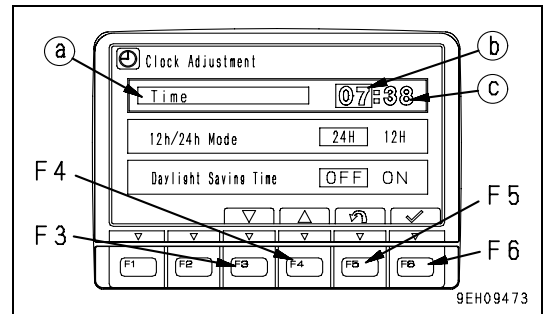 Clock Adjustment
a
b
Time 07:38
c
12h/24h Mode 24H 12H
F4
Daylight Saving Time OFF ON
F5
F3
F6
F1 F2 F3 F4 F5 F6
9EH09473